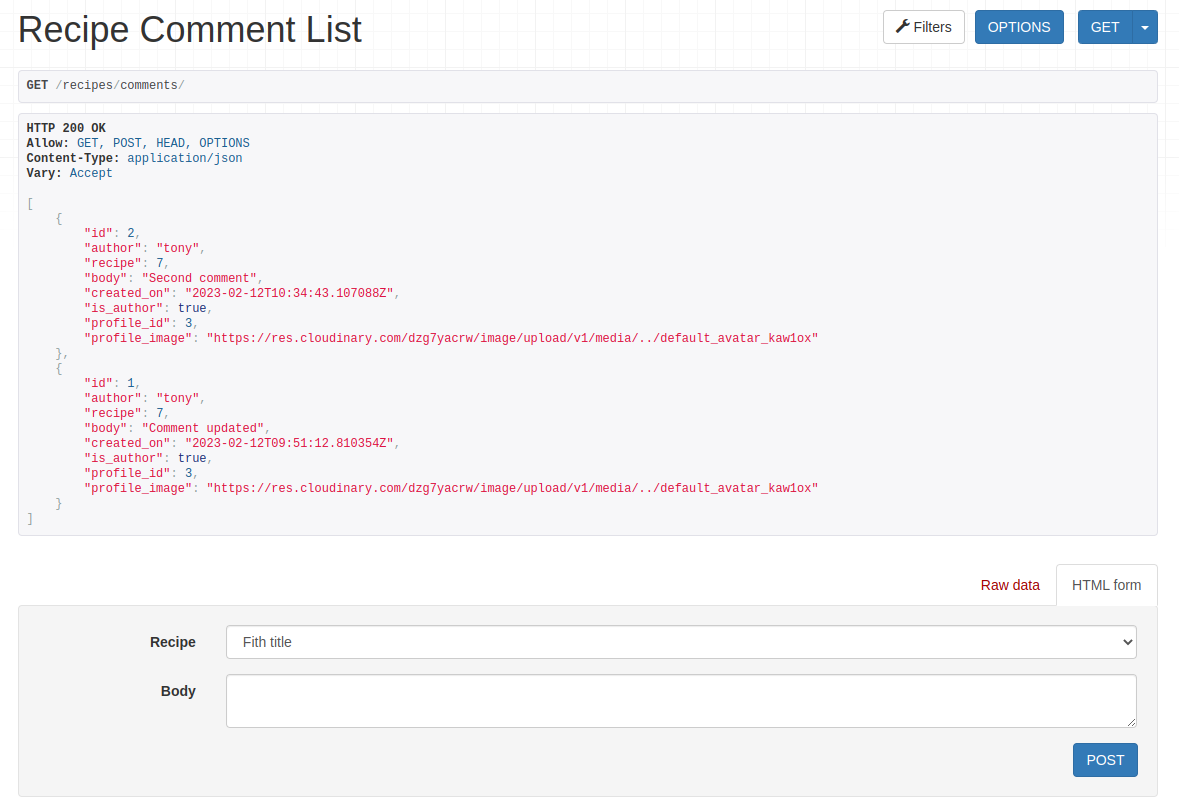 Recipe Comment List
Filters
OPTIONS
GET
GET /recipes/comments/
HTTP 200 OK
Allow: GET, POST, HEAD, OPTIONS
Content-Type: application/json
Vary: Accept
[
{
"id": 2,
"author": "tony",
"recipe": 7,
"body": "Second comment",
"created_on": "2023-02-12T10:34:43.107088Z",
"is_author": true,
"profile_id": 3,
"profile_image": "https://res.cloudinary.com/dzg7yacrw/image/upload/v1/media/../default_avatar_kaw1ox"
},
{
"id": 1,
"author": "tony",
"recipe": 7,
"body": "Comment updated",
"created_on": "2023-02-12T09:51:12.810354Z",
"is_author": true,
"profile_id": 3,
"profile_image": "https://res.cloudinary.com/dzg7yacrw/image/upload/v1/media/../default_avatar_kaw1ox"
}
]
Raw data
HTML form
Recipe
Fith title
Body
POST